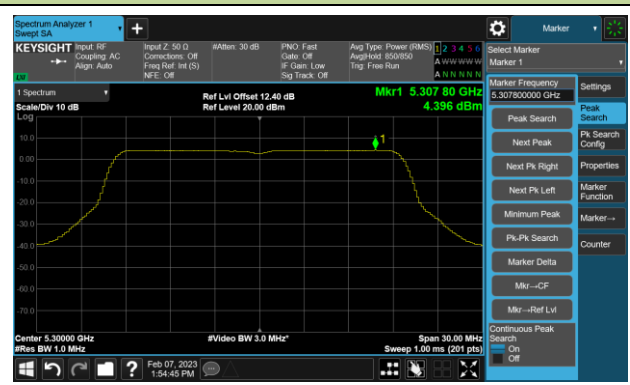 Spectrum Analyzer 1
Swept SA
Marker
KEYSIGHT
Input: RF
Coupling: AC
Align: Auto
Input Z: 50 Ω
Corrections: Off
Freq Ref: Int (S)
NFE: Off
#Atten: 30 dB
PNO: Fast
Gate: Off
IF Gain: Low
Sig Track: Off
Avg Type: Power (RMS)
Avg|Hold: 850/850
Trig: Free Run
1 2 3 4 5 6
A W W W W W
A N N N N N
LXI
Select Marker
Marker 1
1 Spectrum
Scale/Div 10 dB
Log
Ref Lvl Offset 12.40 dB
Ref Level 20.00 dBm
Mkr1 5.307 80 GHz
4.396 dBm
Marker Frequency
5.307800000 GHz
Settings
Peak Search
Peak Search
Next Peak
Pk Search Config
Next Pk Right
Properties
Next Pk Left
Marker Function
Minimum Peak
Marker→
Pk-Pk Search
Counter
Marker Delta
Mkr→CF
Mkr→Ref Lvl
Continuous Peak Search
On
Off
1
10.0
0.00
-10.0
-20.0
-30.0
-40.0
-50.0
-60.0
-70.0
Center 5.30000 GHz
#Res BW 1.0 MHz
#Video BW 3.0 MHz*
Span 30.00 MHz
Sweep 1.00 ms (201 pts)
?
Feb 07, 2023
1:54:45 PM